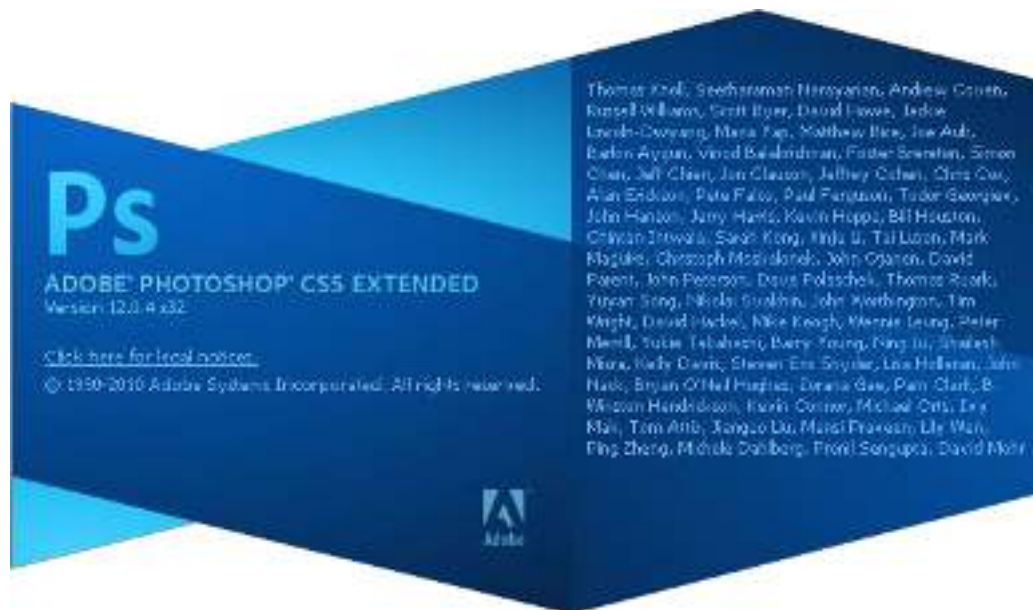 Ps
ADOBE® PHOTOSHOP® CS5 EXTENDED
Version 12.0.4 x32
Click here for legal notices.
© 1990-2010 Adobe Systems Incorporated. All rights reserved.
Adobe
Thomas Knoll, Seetharaman Narayanan, Andrew Coven,
Russell Williams, Scott Byer, David Howe, Jackie
Lincoln-Owyang, Maria Yap, Matthew Bice, Joe Ault,
Barkin Aygun, Vinod Balakrishnan, Foster Brereton, Simon
Chen, Jeff Chien, Jon Clauson, Jeffrey Cohen, Chris Cox,
Alan Erickson, Pete Falco, Paul Ferguson, Todor Georgiev,
John Hanson, Jerry Harris, Kevin Hopps, Bill Houston,
Chintan Intwala, Sarah Kong, Xinju Li, Tai Luxon, Mark
Maguire, Christoph Moskalonek, John Ojanen, David
Parent, John Peterson, Dave Polaschek, Thomas Ruark,
Yuyan Song, Nikolai Svakhin, John Worthington, Tim
Wright, David Hackel, Mike Keogh, Wennie Leung, Peter
Merrill, Yukie Takahashi, Barry Young, Ning Liu, Shailesh
Misra, Kelly Davis, Steven Eric Snyder, Lisa Holleran, John
Nack, Bryan O'Neil Hughes, Zorana Gee, Pam Clark, B.
Winston Hendrickson, Kevin Connor, Michael Orts, Ivy
Mak, Tom Attix, Jianguo Liu, Mansi Praveen, Lily Wen,
Ping Zheng, Michele Dahlberg, Pronil Sengupta, David Mohr